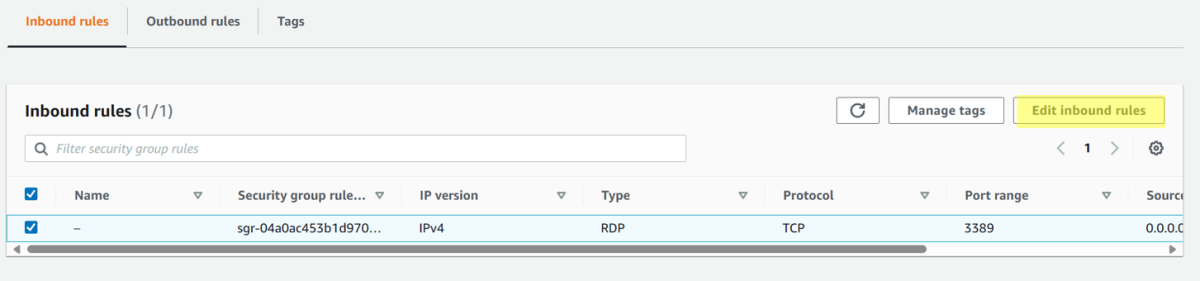 Inbound rules Outbound rules Tags
Inbound rules (1/1) Manage tags Edit inbound rules
Filter security group rules 1
Name Security group rule... IP version Type Protocol Port range Source
– sgr-04a0ac453b1d970... IPv4 RDP TCP 3389 0.0.0.0